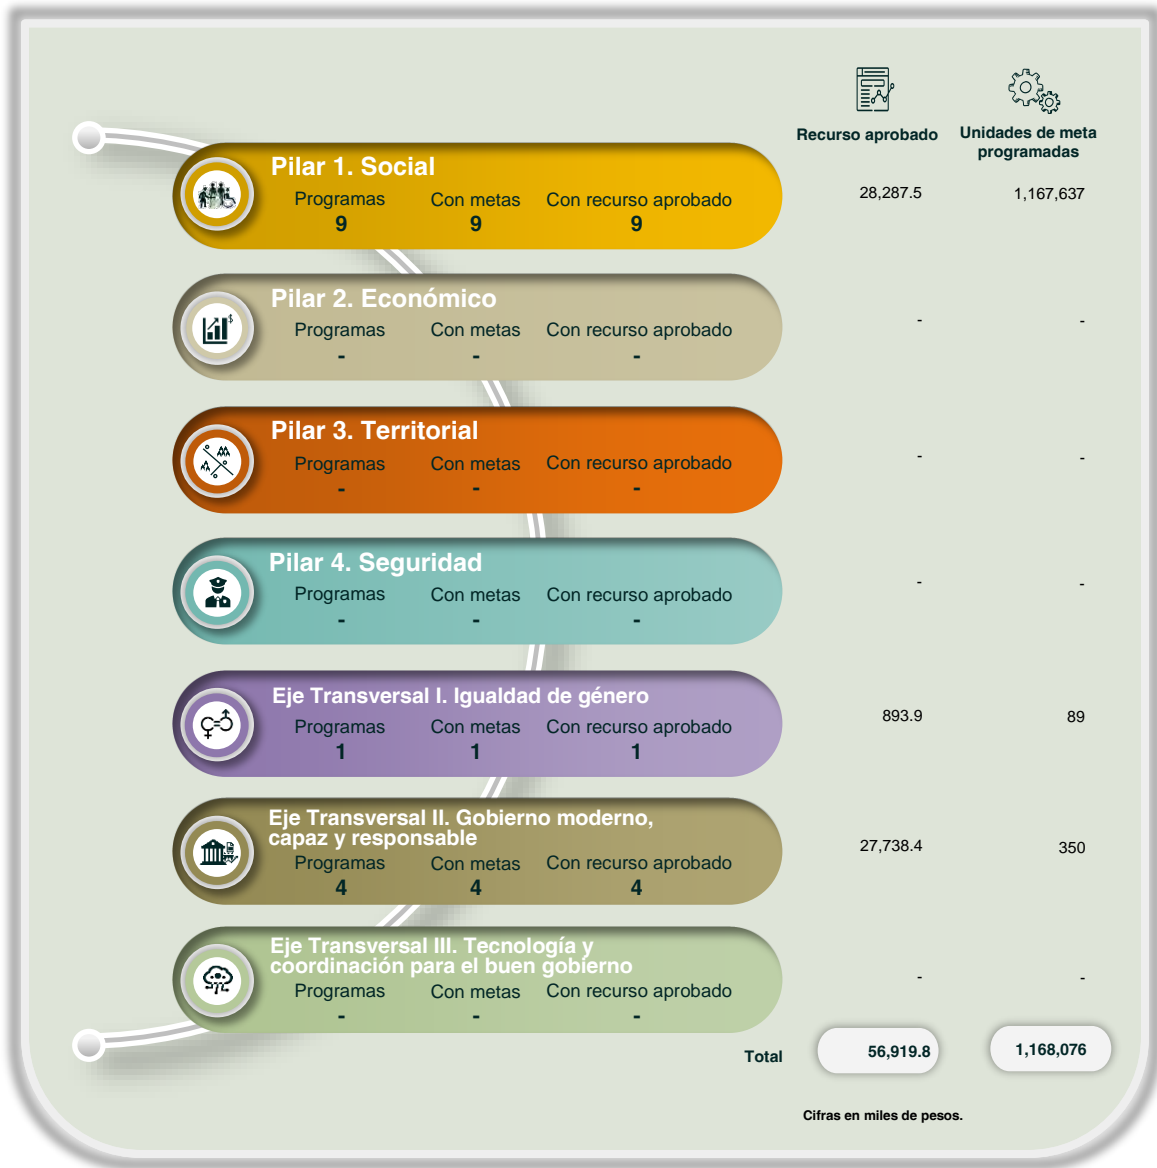 Recurso aprobado
Unidades de meta
programadas
Pilar 1. Social
Programas Con metas Con recurso aprobado
9 9 9
28,287.5 1,167,637
Pilar 2. Económico
Programas Con metas Con recurso aprobado
- - -
- -
Pilar 3. Territorial
Programas Con metas Con recurso aprobado
- - -
- -
Pilar 4. Seguridad
Programas Con metas Con recurso aprobado
- - -
- -
Eje Transversal I. Igualdad de género
Programas Con metas Con recurso aprobado
1 1 1
893.9 89
Eje Transversal II. Gobierno moderno,
capaz y responsable
Programas Con metas Con recurso aprobado
4 4 4
27,738.4 350
Eje Transversal III. Tecnología y
coordinación para el buen gobierno
Programas Con metas Con recurso aprobado
- - -
- -
Total 56,919.8 1,168,076
Cifras en miles de pesos.